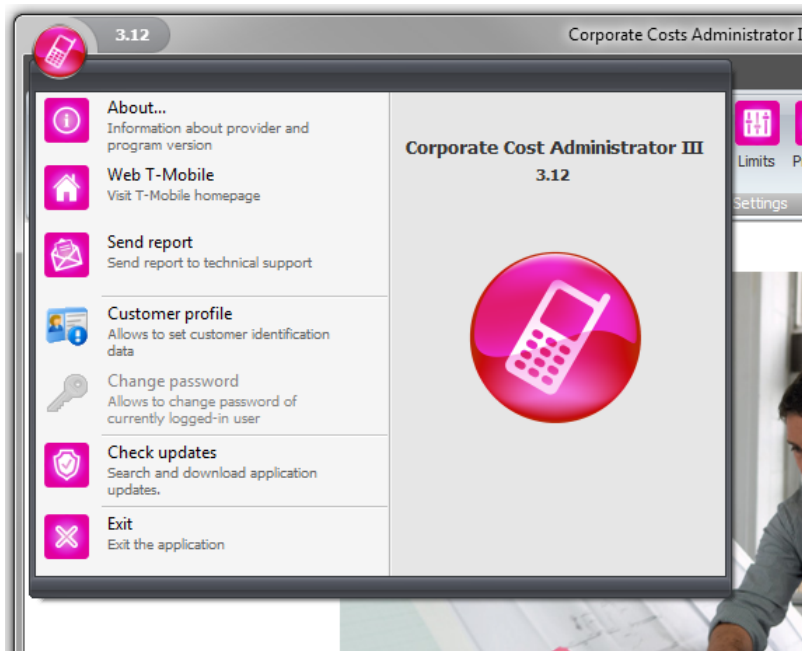 3.12
Corporate Costs Administrator
About...
Information about provider and
program version
Web T-Mobile
Visit T-Mobile homepage
Send report
Send report to technical support
Customer profile
Allows to set customer identification
data
Change password
Allows to change password of
currently logged-in user
Check updates
Search and download application
updates.
Exit
Exit the application
Corporate Cost Administrator III
3.12
Limits
Settings